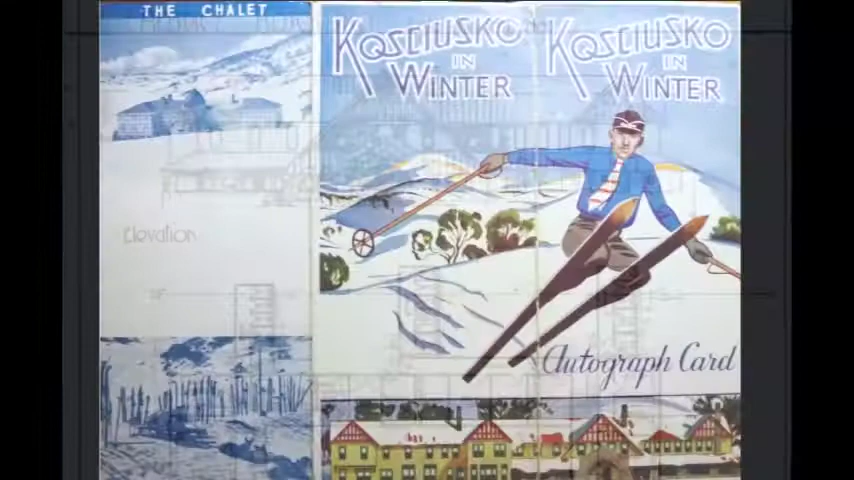 THE CHALET
KOSCIUSKO
IN
WINTER
KOSCIUSKO
IN
WINTER
Elevation
Autograph Card